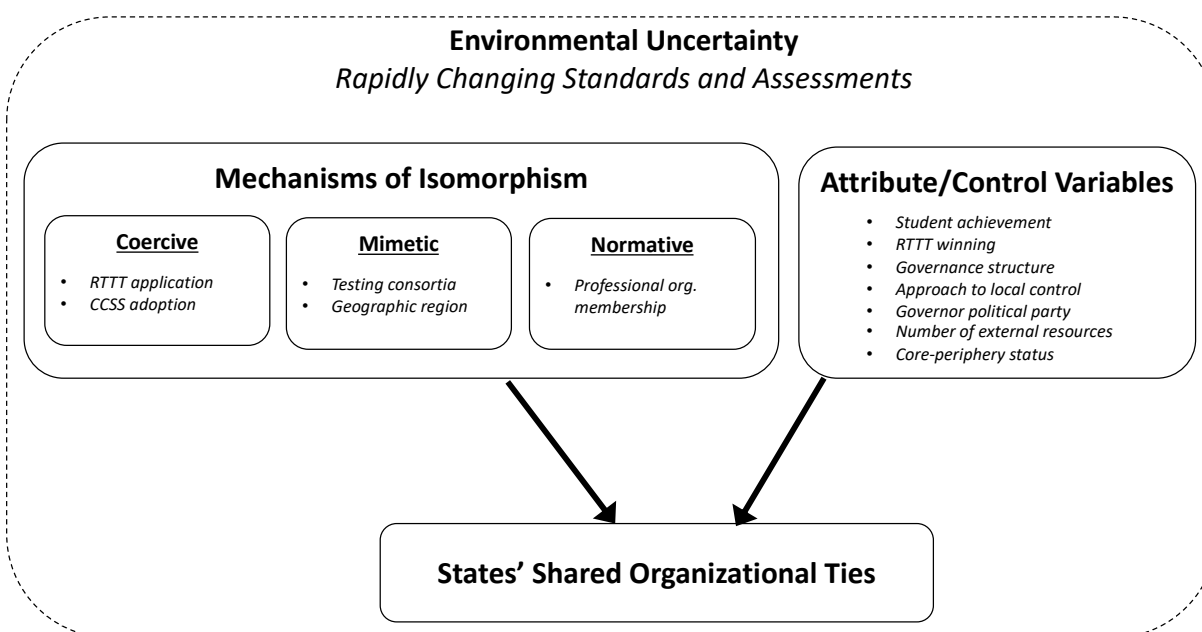 Environmental Uncertainty
Rapidly Changing Standards and Assessments
Mechanisms of Isomorphism
Coercive
• RTTT application
• CCSS adoption
Mimetic
• Testing consortia
• Geographic region
Normative
• Professional org.
membership
Attribute/Control Variables
• Student achievement
• RTTT winning
• Governance structure
• Approach to local control
• Governor political party
• Number of external resources
• Core-periphery status
States’ Shared Organizational Ties